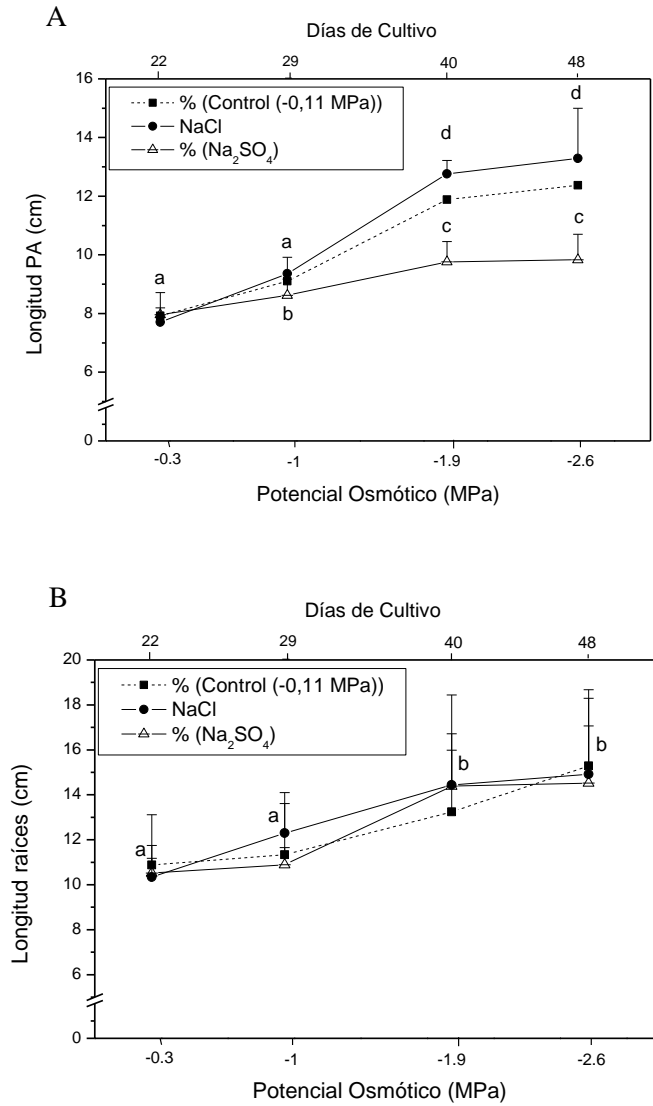 A
Días de Cultivo
22 29 40 48
16
14
12
10
8
6
0
% (Control (-0,11 MPa))
NaCl
% (Na₂SO₄)
a
a
b
d
c
d
c
Longitud PA (cm)
-0.3 -1 -1.9 -2.6
Potencial Osmótico (MPa)
B
Días de Cultivo
22 29 40 48
20
18
16
14
12
10
8
6
0
% (Control (-0,11 MPa))
NaCl
% (Na₂SO₄)
a
a
b
b
Longitud raíces (cm)
-0.3 -1 -1.9 -2.6
Potencial Osmótico (MPa)